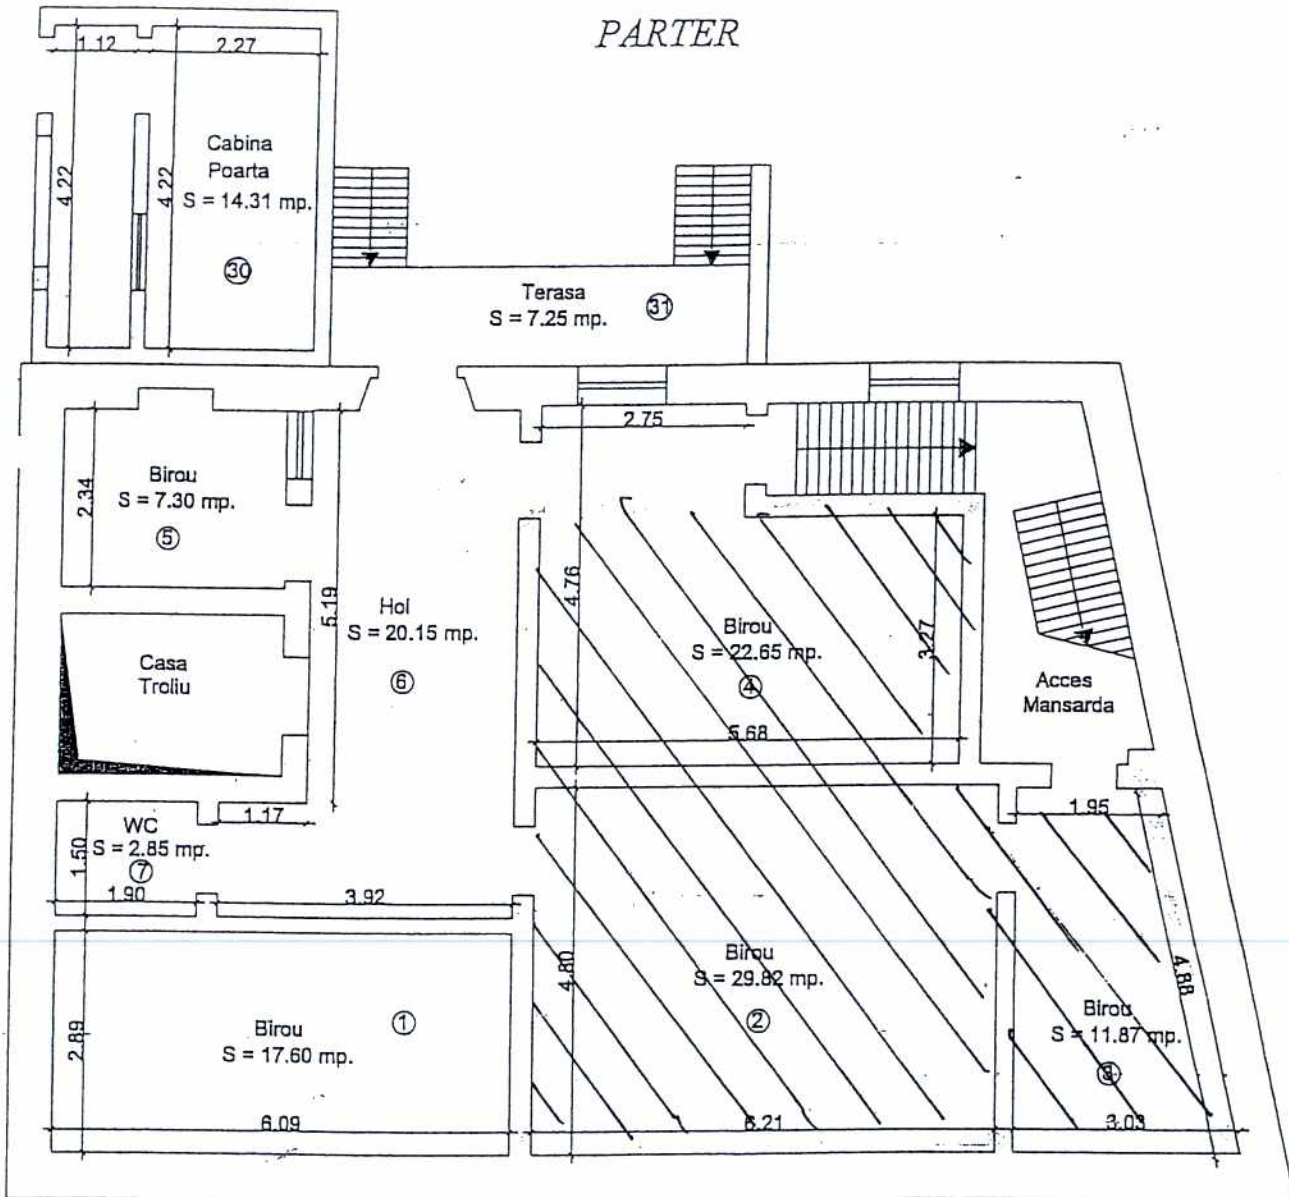 PARTER
1.12
2.27
Cabina
Poarta
S = 14.31 mp.
4.22
4.22
30
Terasa
S = 7.25 mp.
31
2.75
Birou
S = 7.30 mp.
5
2.34
5.19
Hol
S = 20.15 mp.
6
4.76
Birou
S = 22.65 mp.
4
3.27
5.68
Casa
Troliu
Acces
Mansarda
WC
S = 2.85 mp.
7
1.50
1.90
1.17
3.92
1.95
Birou
S = 29.82 mp.
2
4.80
4.88
Birou
S = 17.60 mp.
1
2.89
Birou
S = 11.87 mp.
3
6.09
6.21
3.03